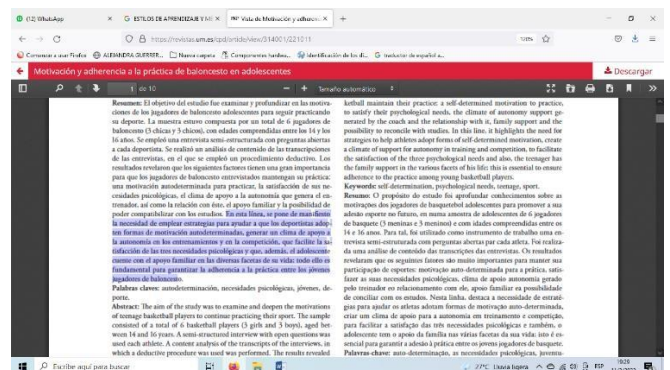 (12) WhatsApp
ESTILOS DE APRENDIZAJE Y MI
Vista de Motivación y adheren
https://revistas.um.es/cpd/article/view/314001/221011
120%
Comenzar a usar Firefox
ALEJANDRA GUERRER...
Nueva carpeta
Componentes hardwa...
Identificación de los di...
traductor de español a...
Motivación y adherencia a la práctica de baloncesto en adolescentes
Descargar
1 de 10
Tamaño automático
Resumen: El objetivo del estudio fue examinar y profundizar en las motiva-
ciones de los jugadores de baloncesto adolescentes para seguir practicando
su deporte. La muestra estuvo compuesta por un total de 6 jugadores de
baloncesto (3 chicas y 3 chicos), con edades comprendidas entre los 14 y los
16 años. Se empleó una entrevista semi-estructurada con preguntas abiertas
a cada deportista. Se realizó un análisis de contenido de las transcripciones
de las entrevistas, en el que se empleó un procedimiento deductivo. Los
resultados revelaron que los siguientes factores tienen una gran importancia
para que los jugadores de baloncesto entrevistados mantengan su práctica:
una motivación autodeterminada para practicar, la satisfacción de sus ne-
cesidades psicológicas, el clima de apoyo a la autonomía que genera el en-
trenador, así como la relación con éste, el apoyo familiar y la posibilidad de
poder compatibilizar con los estudios. En esta línea, se pone de manifiesto
la necesidad de emplear estrategias para ayudar a que los deportistas adop-
ten formas de motivación autodeterminadas, generar un clima de apoyo a
la autonomía en los entrenamientos y en la competición, que facilite la sa-
tisfacción de las tres necesidades psicológicas y que, además, el adolescente
cuente con el apoyo familiar en las diversas facetas de su vida; todo ello es
fundamental para garantizar la adherencia a la práctica entre los jóvenes
jugadores de baloncesto.
Palabras claves: autodeterminación, necesidades psicológicas, jóvenes, de-
porte.
Abstract: The aim of the study was to examine and deepen the motivations
of teenage basketball players to continue practicing their sport. The sample
consisted of a total of 6 basketball players (3 girls and 3 boys), aged bet-
ween 14 and 16 years. A semi-structured interview with open questions was
used each athlete. A content analysis of the transcripts of the interviews, in
which a deductive procedure was used was performed. The results revealed
ketball maintain their practice: a self-determined motivation to practice,
to satisfy their psychological needs, the climate of autonomy support ge-
nerated by the coach and the relationship with it, family support and the
possibility to reconcile with studies. In this line, it highlights the need for
strategies to help athletes adopt forms of self-determined motivation, create
a climate of support for autonomy in training and competition, to facilitate
the satisfaction of the three psychological needs and also, the teenager has
the family support in the various facets of his life; this is essential to ensure
adherence to the practice among young basketball players.
Keywords: self-determination, psychological needs, teenage, sport.
Resumo: O propósito do estudo foi aprofundar conhecimentos sobre as
motivações dos jogadores de basquetebol adolescentes para promover a sua
adesão esporte no futuro, en numa amostra de adolescentes de 6 jogadores
de basquete (3 meninas e 3 menino) e com idades compreendidas entre os
14 e 16 anos. Para tal, foi utilizado como instrumento de trabalho uma en-
trevista semi-estruturada com perguntas abertas par cada atleta. Foi realiza-
da uma análise de conteúdo das transcrições das entrevistas. Os resultados
revelaram os seguintes fatores são muito importantes para manter sua
participação de esportes: motivação auto-determinada para a prática, satis-
fazer as suas necessidades psicológicas, clima de apoio autonomia gerado
pelo treinador eo relacionamento com ele, apoio familiar ea possibilidade
de conciliar com os estudos. Nesta linha, destaca a necesidade de estraté-
gias para ajudar os atletas adotam formas de motivação auto-determinada,
criar um clima de apoio para a autonomia em treinamento e competição,
para facilitar a satisfação das três necessidades psicológicas e também, o
adolescente tem o apoio da família nas várias facetas da sua vida; isto é es-
sencial para garantir a adesão à prática entre os jovens jogadores de basquete.
Palavras-chave: auto-determinação, as necessidades psicológicas, juventu-
Escribe aquí para buscar
27°C Lluvia ligera
ESP